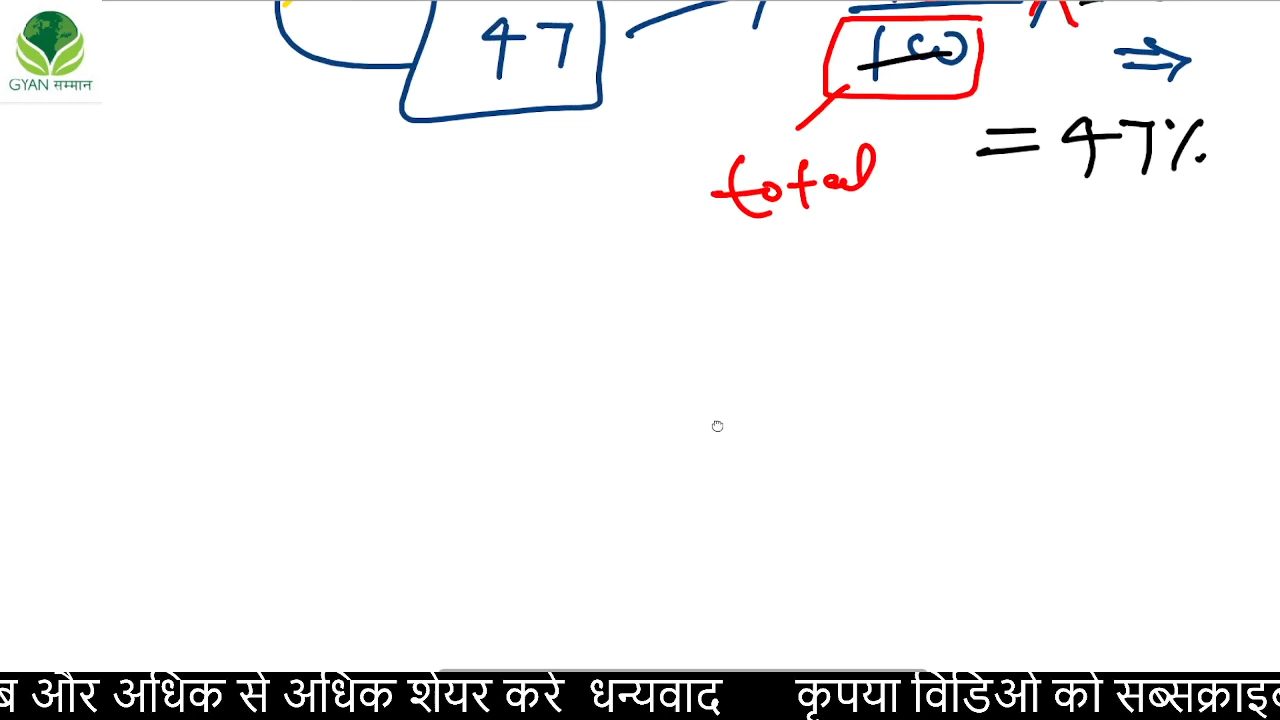 47
100
⇒
= 47%
total
GYAN सम्मान
ब और अधिक से अधिक शेयर करे धन्यवाद कृपया विडिओ को सब्सक्राइब